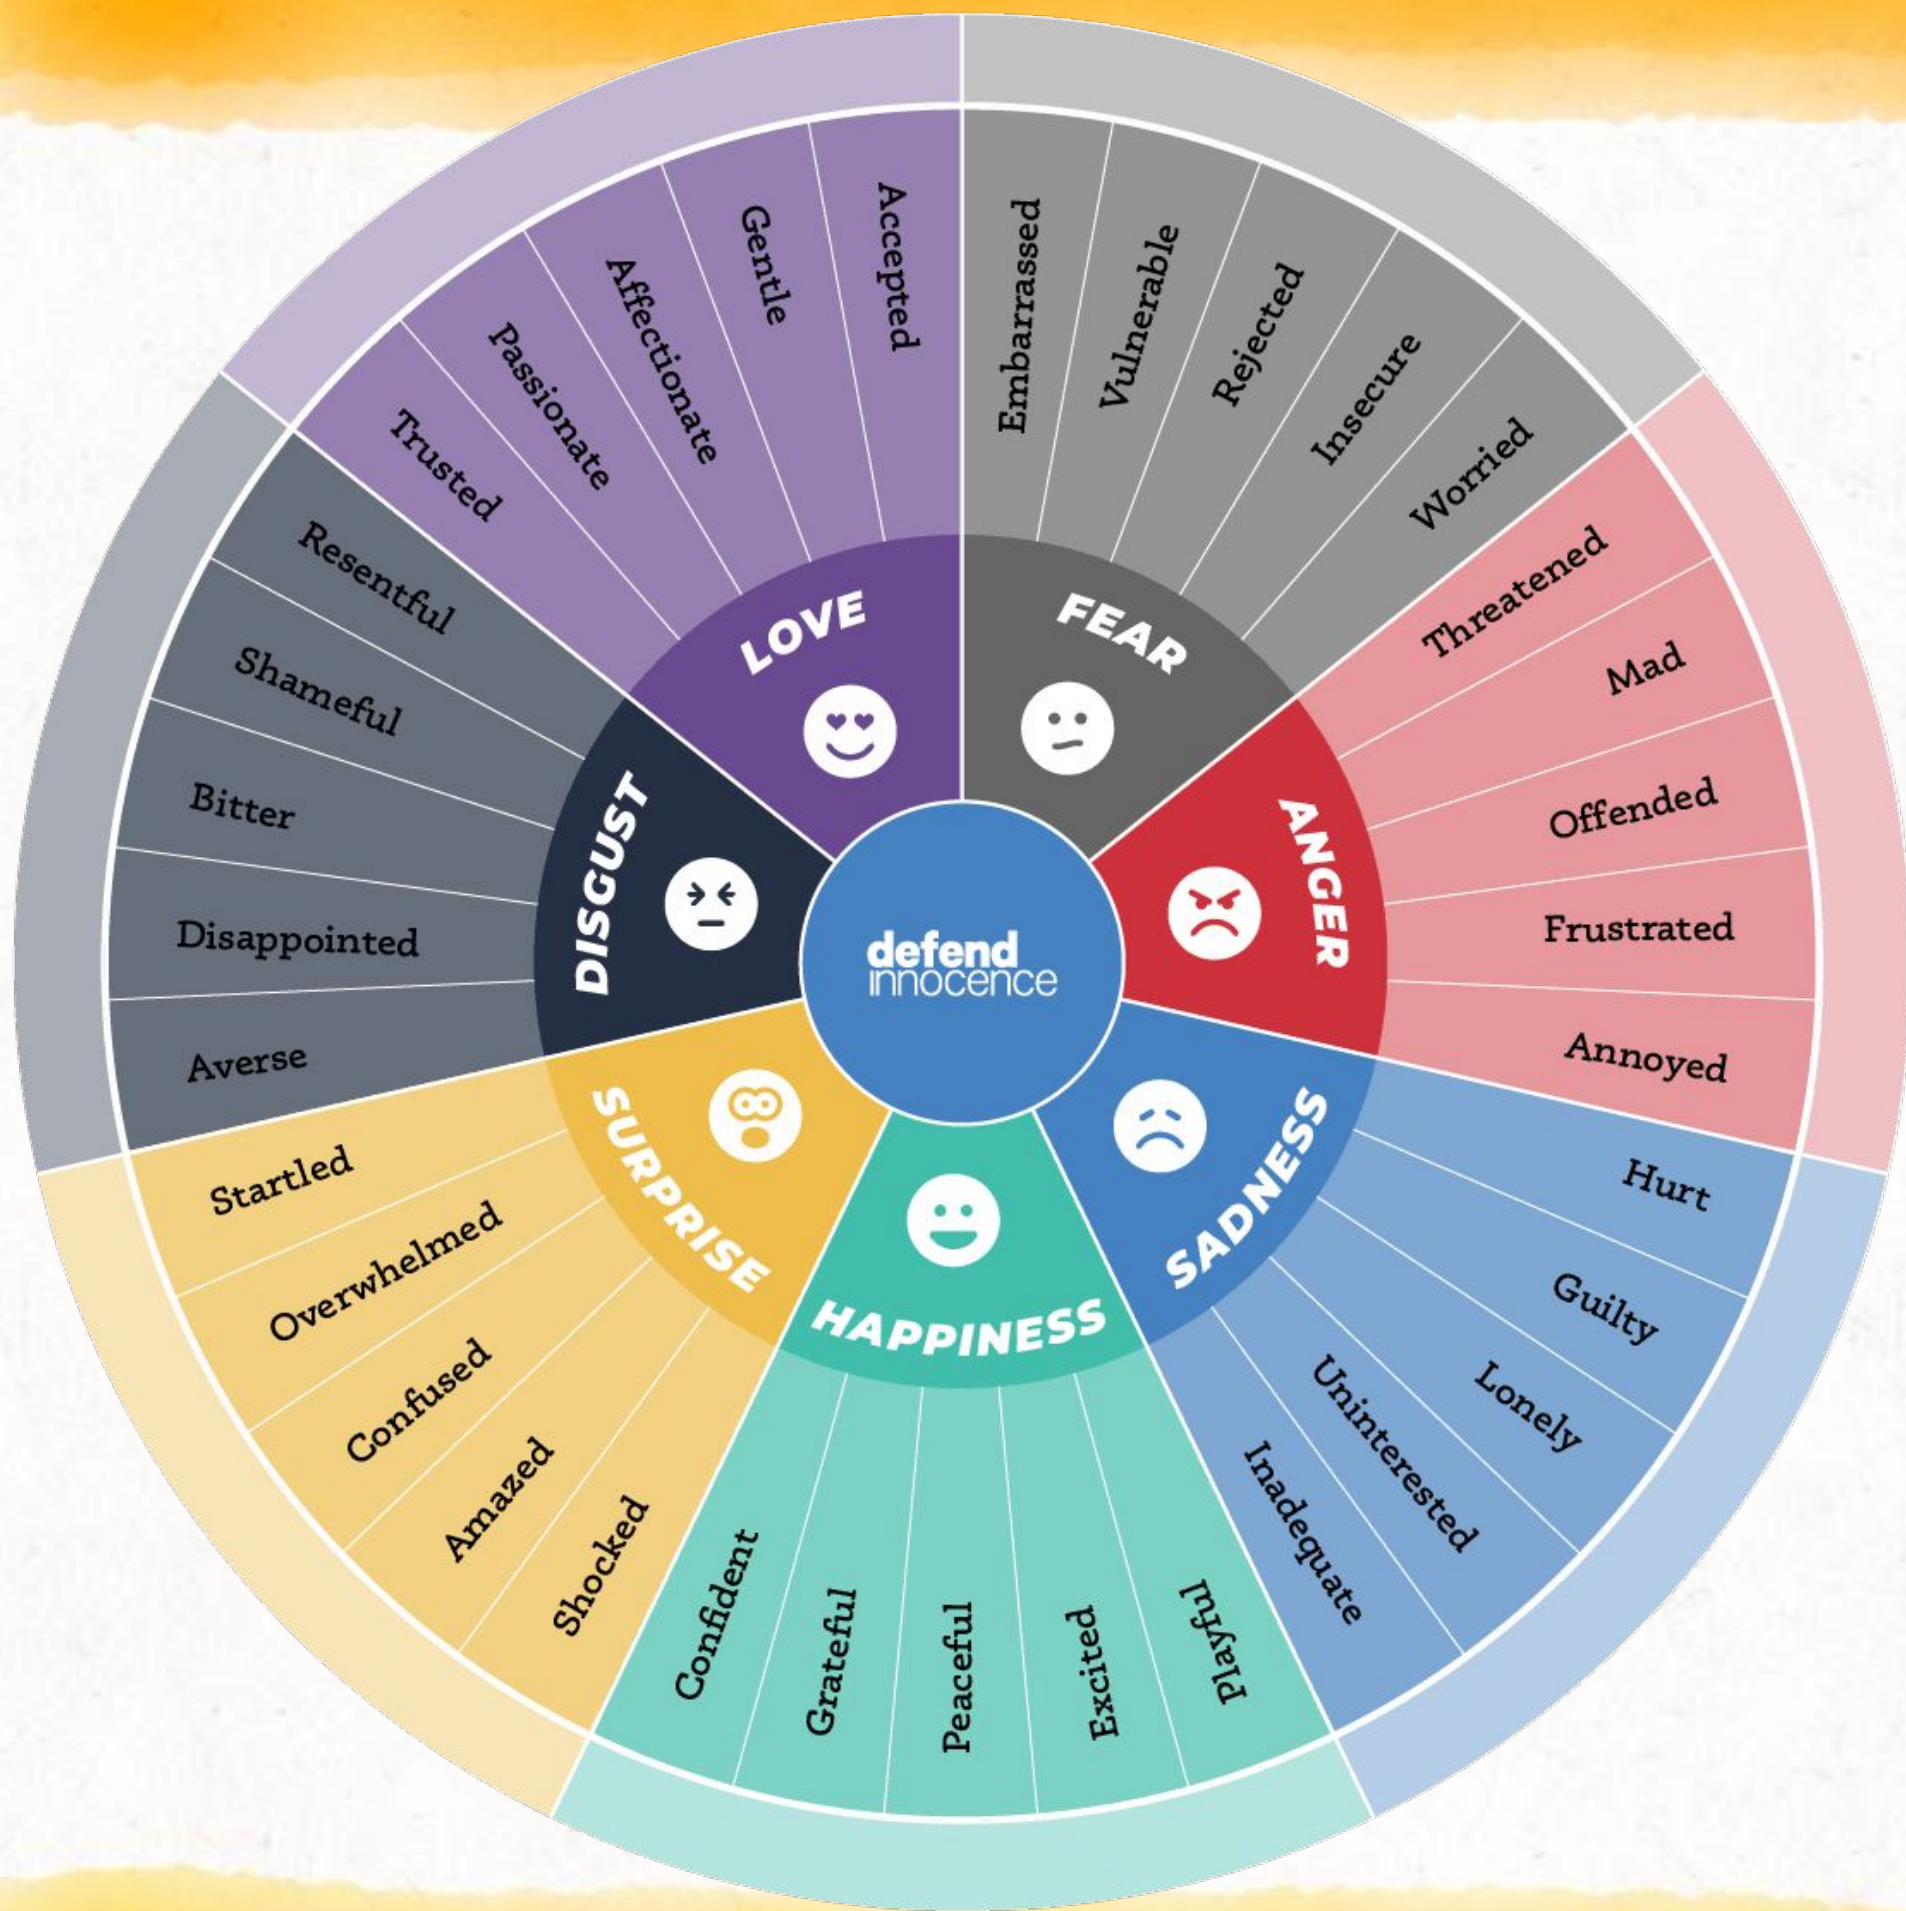 defend
innocence
FEAR
Embarrassed
Vulnerable
Rejected
Insecure
Worried
ANGER
Threatened
Mad
Offended
Frustrated
Annoyed
SADNESS
Hurt
Guilty
Lonely
Uninterested
Inadequate
HAPPINESS
Playful
Excited
Peaceful
Grateful
Confident
SURPRISE
Shocked
Amazed
Confused
Overwhelmed
Startled
DISGUST
Averse
Disappointed
Bitter
Shameful
Resentful
LOVE
Trusted
Passionate
Affectionate
Gentle
Accepted